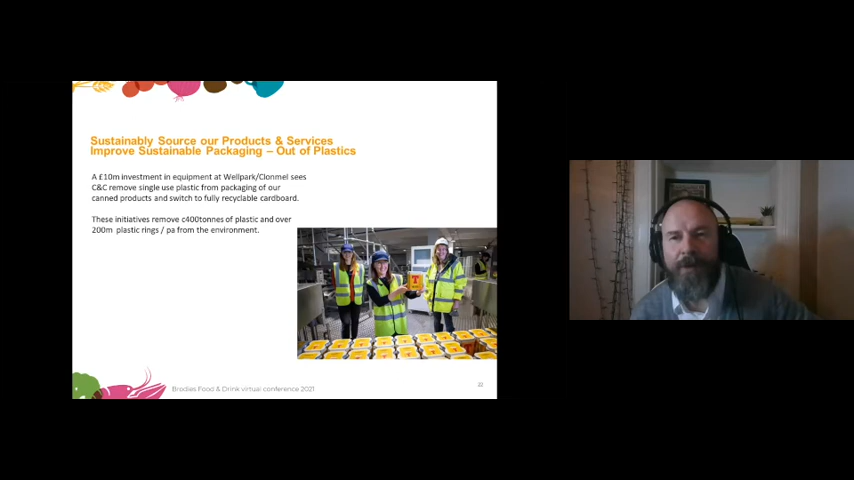 Sustainably Source our Products & Services
Improve Sustainable Packaging – Out of Plastics
A £10m investment in equipment at Wellpark/Clonmel sees
C&C remove single use plastic from packaging of our
canned products and switch to fully recyclable cardboard.
These initiatives remove c400tonnes of plastic and over
200m plastic rings / pa from the environment.
Brodies Food & Drink virtual conference 2021
22